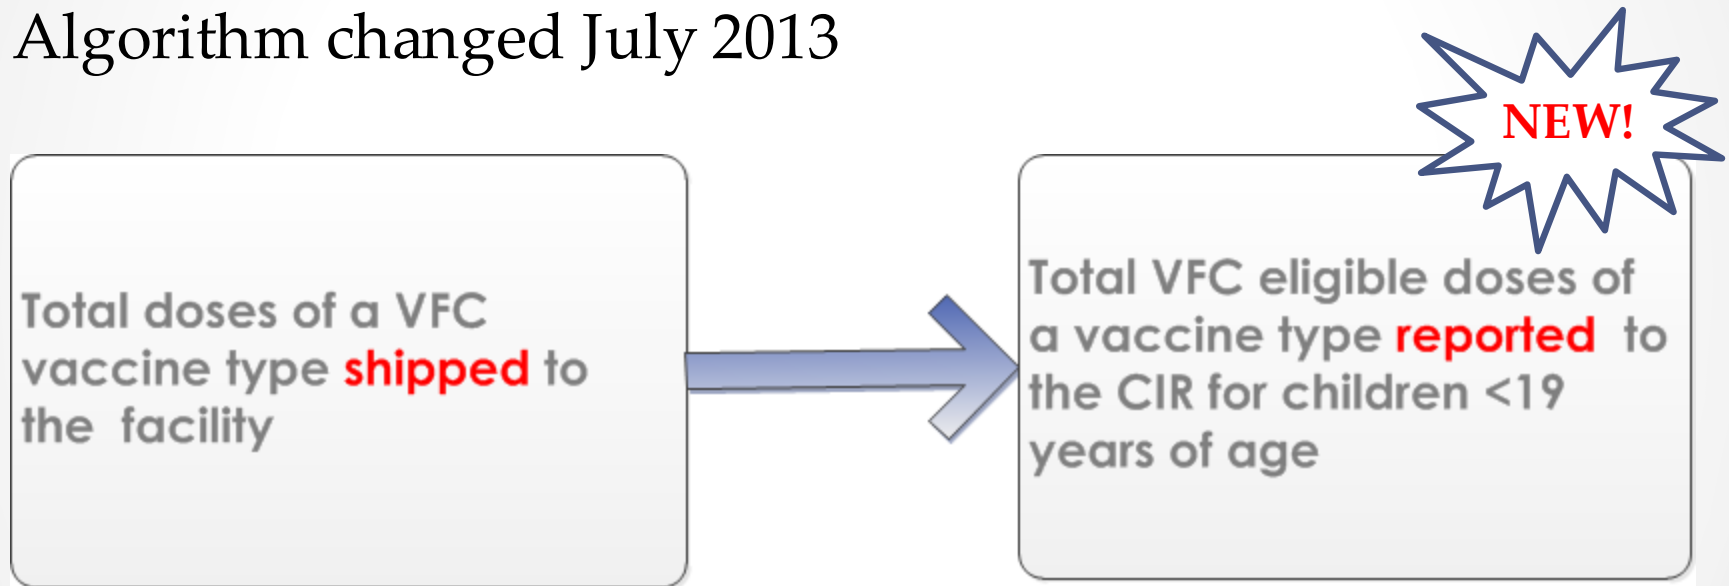 Algorithm changed July 2013
NEW!
Total doses of a VFC
vaccine type shipped to
the facility
Total VFC eligible doses of
a vaccine type reported to
the CIR for children <19
years of age